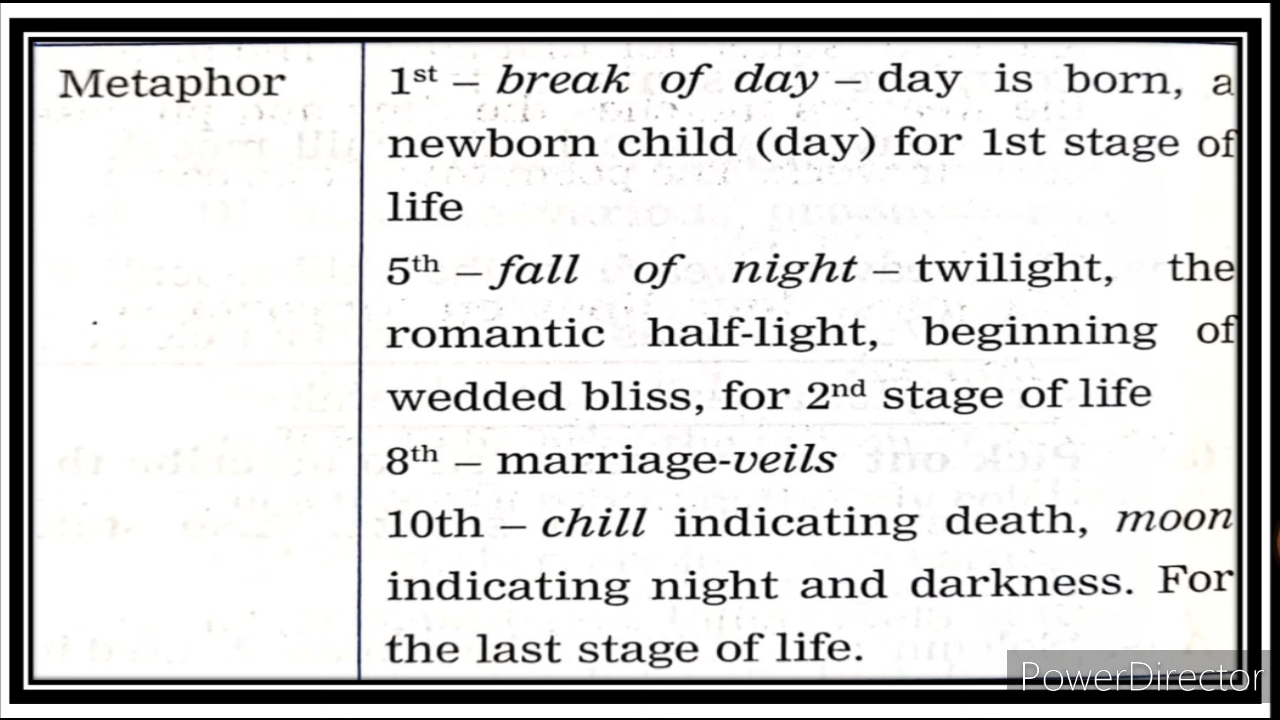 Metaphor
1st – break of day – day is born, a
newborn child (day) for 1st stage of
life
5th – fall of night – twilight, the
romantic half-light, beginning of
wedded bliss, for 2nd stage of life
8th – marriage-veils
10th – chill indicating death, moon
indicating night and darkness. For
the last stage of life.
PowerDirector